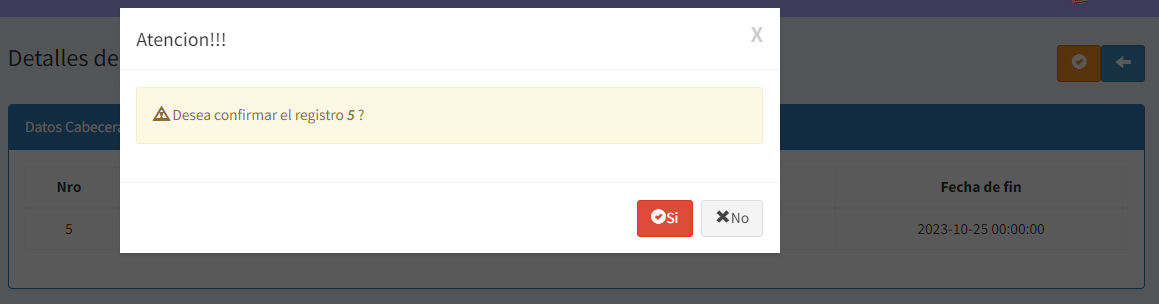 Atencion!!!
X
Detalles de
Desea confirmar el registro 5 ?
Datos Cabecera
Nro
Fecha de fin
5
2023-10-25 00:00:00
Si
No